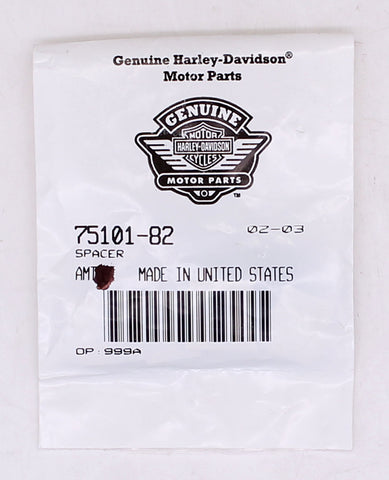 Genuine Harley-Davidson®
Motor Parts
GENUINE
MOTOR
HARLEY-DAVIDSON
CYCLES
MOTOR PARTS
75101-82 02-03
SPACER
MADE IN UNITED STATES
OP:999A